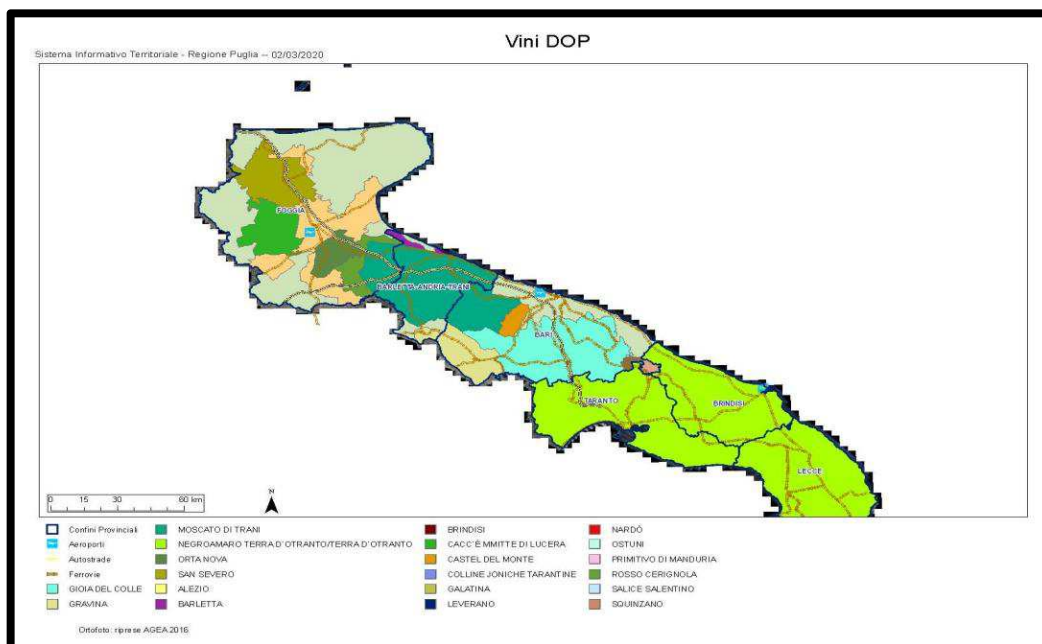 Vini DOP
Sistema Informativo Territoriale - Regione Puglia -- 02/03/2020
FOGGIA
BARLETTA-ANDRIA-TRANI
BARI
TARANTO
BRINDISI
LECCE
0 15 30 60 km
N
Confini Provinciali
Aeroporti
Autostrade
Ferrovie
GIOIA DEL COLLE
GRAVINA
MOSCATO DI TRANI
NEGROAMARO TERRA D'OTRANTO/TERRA D'OTRANTO
ORTA NOVA
SAN SEVERO
ALEZIO
BARLETTA
BRINDISI
CACC'È MMITTE DI LUCERA
CASTEL DEL MONTE
COLLINE JONICHE TARANTINE
GALATINA
LEVERANO
NARDÒ
OSTUNI
PRIMITIVO DI MANDURIA
ROSSO CERIGNOLA
SALICE SALENTINO
SQUINZANO
Ortofoto: riprese AGEA 2016